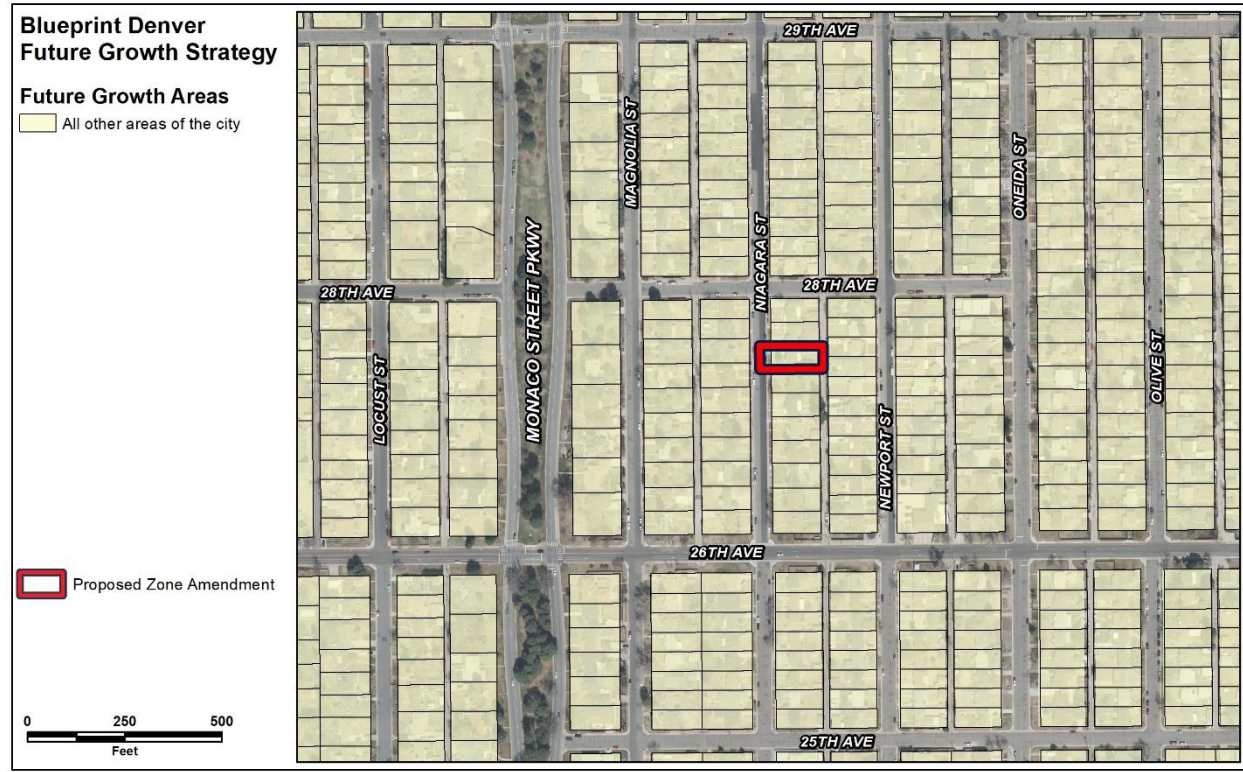 Blueprint Denver
Future Growth Strategy
Future Growth Areas
All other areas of the city
Proposed Zone Amendment
0 250 500
Feet
29TH AVE
MAGNOLIA ST
ONEIDA ST
NIAGARA ST
MONACO STREET PKWY
28TH AVE
28TH AVE
LOCUST ST
OLIVE ST
NEWPORT ST
26TH AVE
25TH AVE